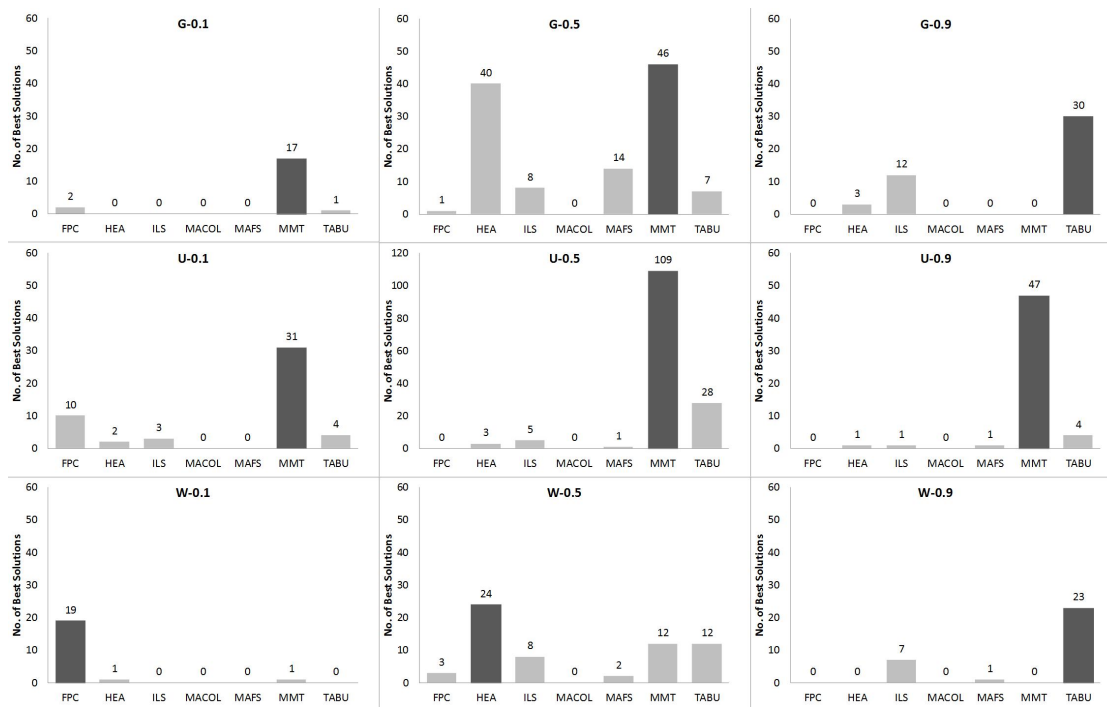 G-0.1
No. of Best Solutions
60
50
40
30
20
10
0
2 0 0 0 0 17 1
FPC HEA ILS MACOL MAFS MMT TABU
G-0.5
No. of Best Solutions
60
50
40
30
20
10
0
1 40 8 0 14 46 7
FPC HEA ILS MACOL MAFS MMT TABU
G-0.9
No. of Best Solutions
60
50
40
30
20
10
0
0 3 12 0 0 0 30
FPC HEA ILS MACOL MAFS MMT TABU
U-0.1
No. of Best Solutions
60
50
40
30
20
10
0
10 2 3 0 0 31 4
FPC HEA ILS MACOL MAFS MMT TABU
U-0.5
No. of Best Solutions
120
100
80
60
40
20
0
0 3 5 0 1 109 28
FPC HEA ILS MACOL MAFS MMT TABU
U-0.9
No. of Best Solutions
60
50
40
30
20
10
0
0 1 1 0 1 47 4
FPC HEA ILS MACOL MAFS MMT TABU
W-0.1
No. of Best Solutions
60
50
40
30
20
10
0
19 1 0 0 0 1 0
FPC HEA ILS MACOL MAFS MMT TABU
W-0.5
No. of Best Solutions
60
50
40
30
20
10
0
3 24 8 0 2 12 12
FPC HEA ILS MACOL MAFS MMT TABU
W-0.9
No. of Best Solutions
60
50
40
30
20
10
0
0 0 7 0 1 0 23
FPC HEA ILS MACOL MAFS MMT TABU